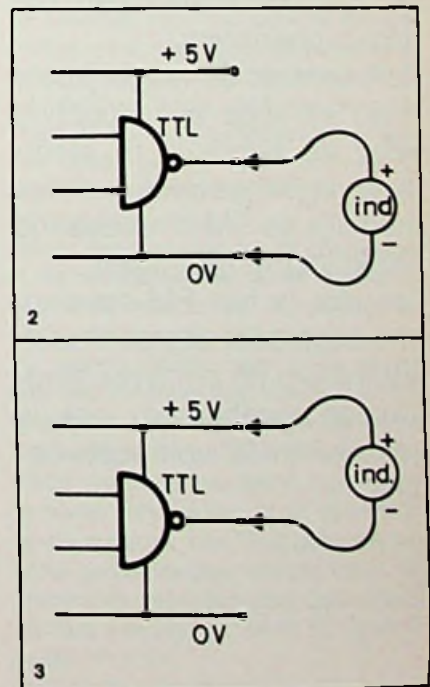 + 5V
TTL
+
ind
-
0V
2
+ 5V
+
TTL
ind.
-
0V
3